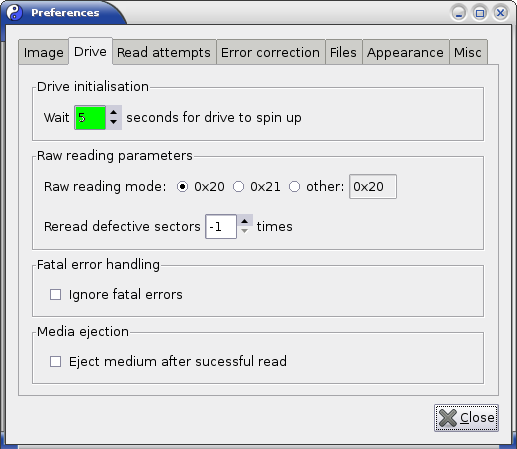 Preferences
Image Drive Read attempts Error correction Files Appearance Misc
Drive initialisation
Wait 5 seconds for drive to spin up
Raw reading parameters
Raw reading mode: 0x20 0x21 other: 0x20
Reread defective sectors -1 times
Fatal error handling
Ignore fatal errors
Media ejection
Eject medium after sucessful read
Close